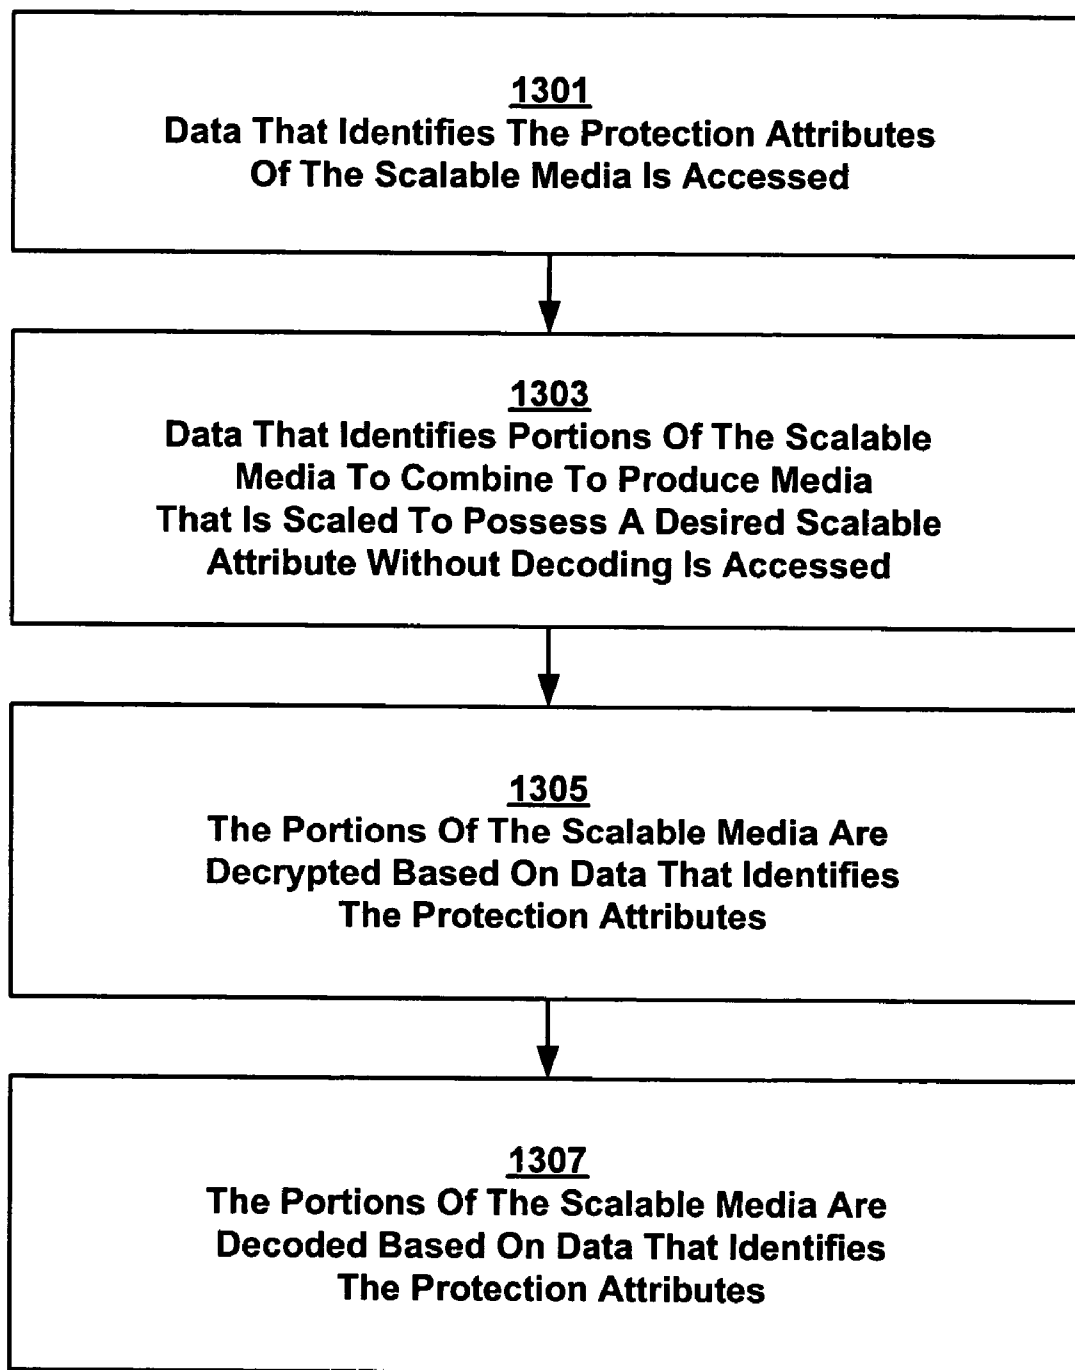 1301
Data That Identifies The Protection Attributes
Of The Scalable Media Is Accessed
1303
Data That Identifies Portions Of The Scalable
Media To Combine To Produce Media
That Is Scaled To Possess A Desired Scalable
Attribute Without Decoding Is Accessed
1305
The Portions Of The Scalable Media Are
Decrypted Based On Data That Identifies
The Protection Attributes
1307
The Portions Of The Scalable Media Are
Decoded Based On Data That Identifies
The Protection Attributes